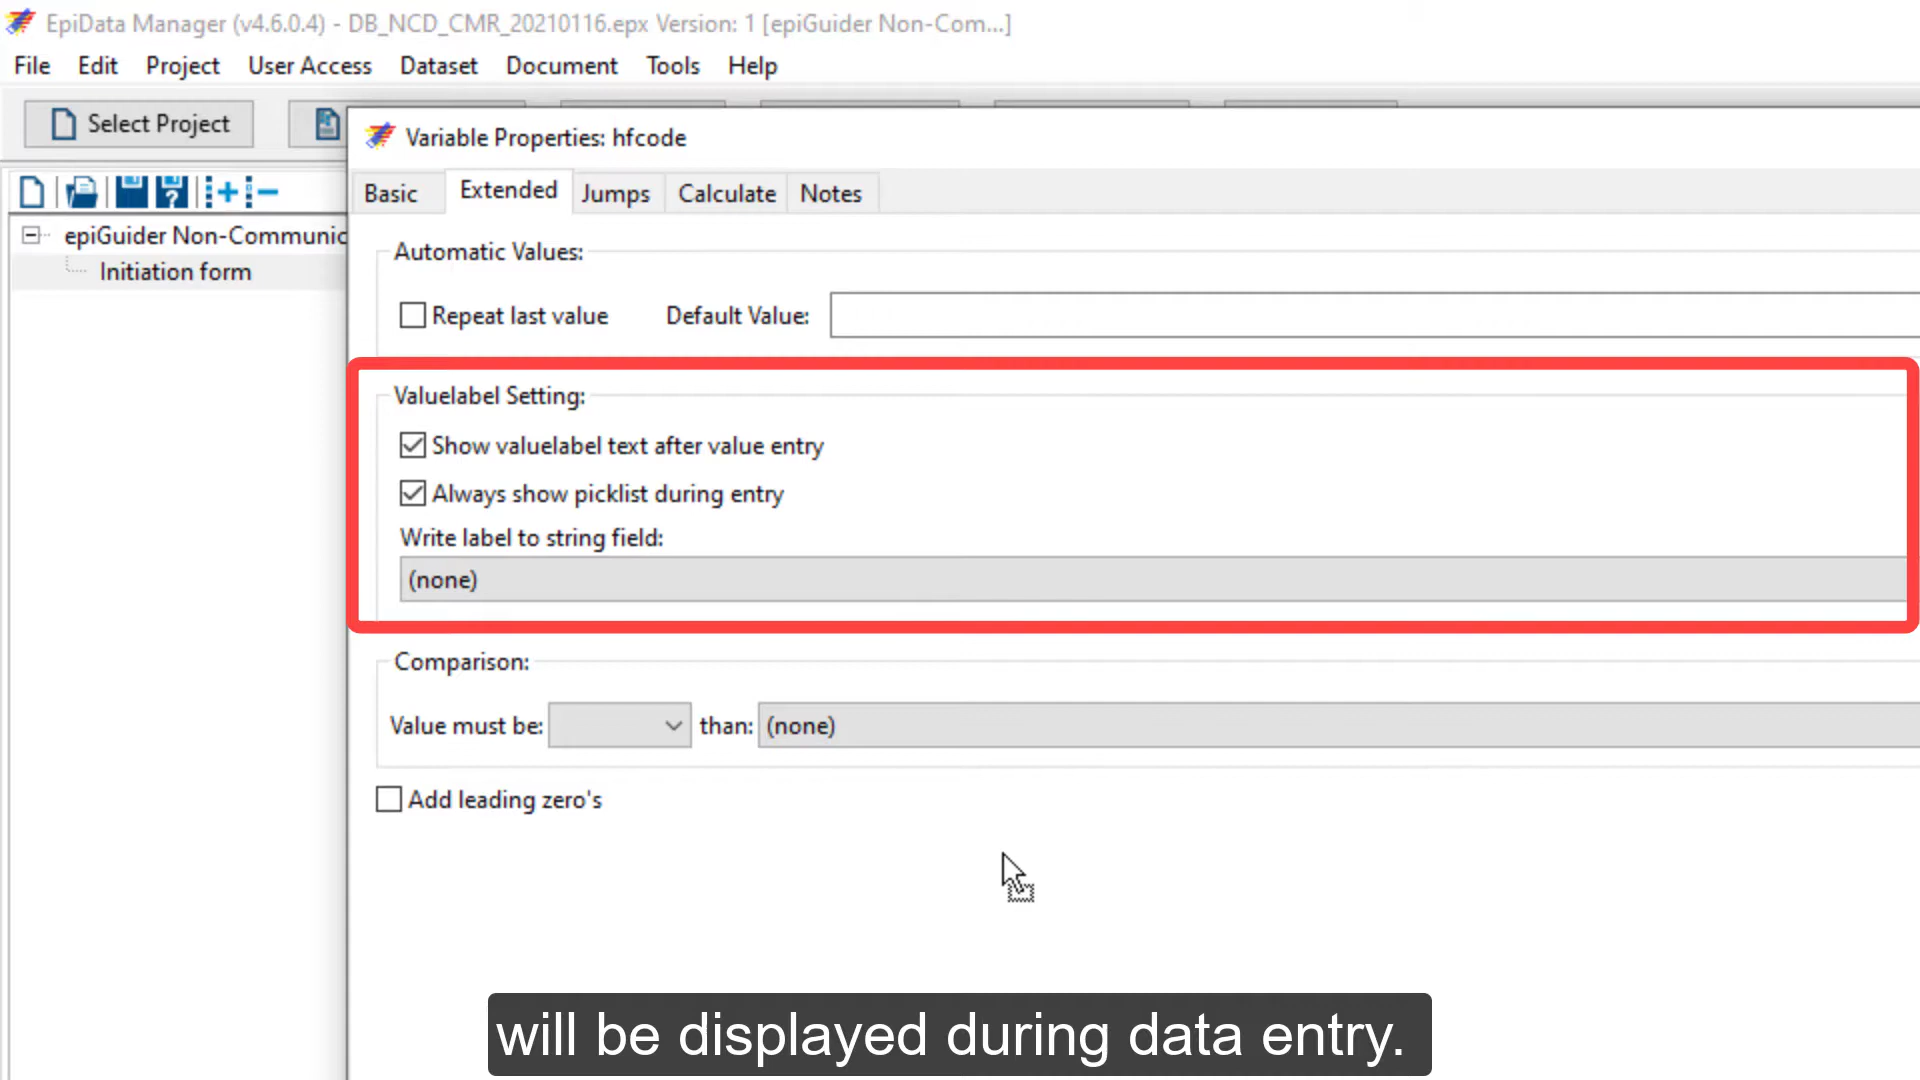 EpiData Manager (v4.6.0.4) - DB_NCD_CMR_20210116.epx Version: 1 [epiGuider Non-Com...]
File Edit Project User Access Dataset Document Tools Help
Select Project
Variable Properties: hfcode
Basic Extended Jumps Calculate Notes
epiGuider Non-Communic
Initiation form
Automatic Values:
Repeat last value Default Value:
Valuelabel Setting:
Show valuelabel text after value entry
Always show picklist during entry
Write label to string field:
(none)
Comparison:
Value must be: than: (none)
Add leading zero's
will be displayed during data entry.